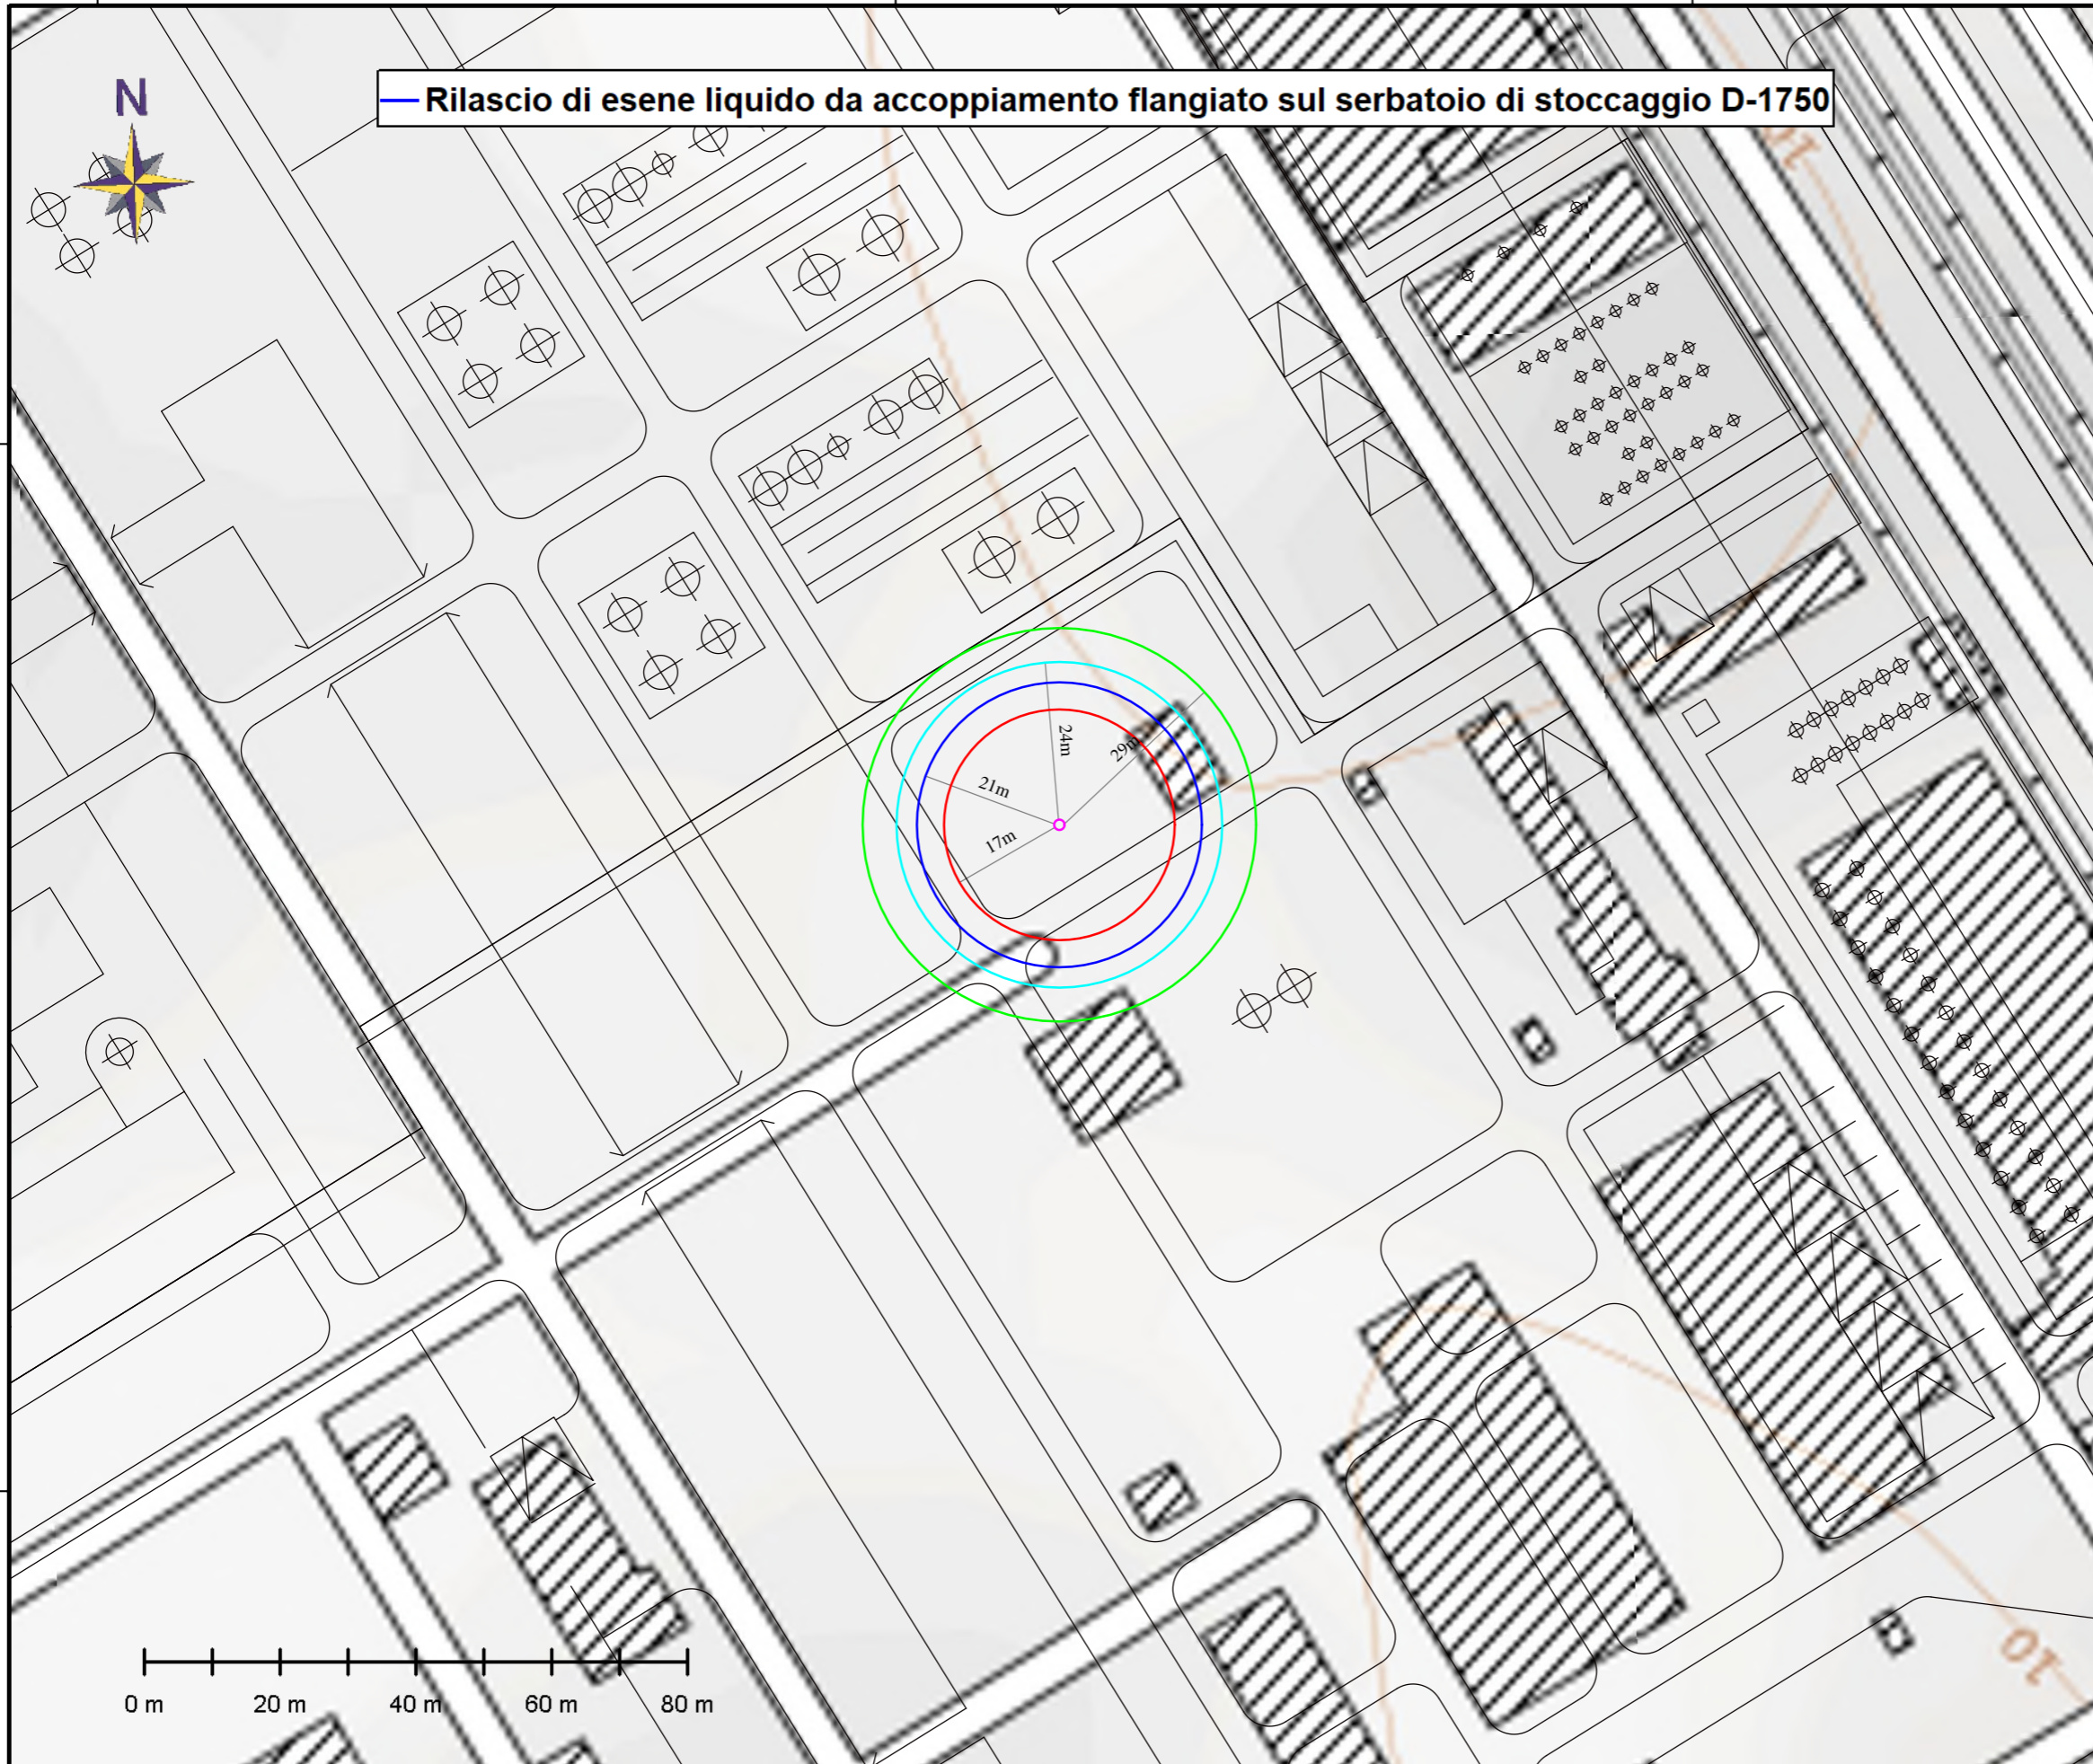 N
Rilascio di esene liquido da accoppiamento flangiato sul serbatoio di stoccaggio D-1750
10
24m
29m
21m
17m
10
0 m 20 m 40 m 60 m 80 m